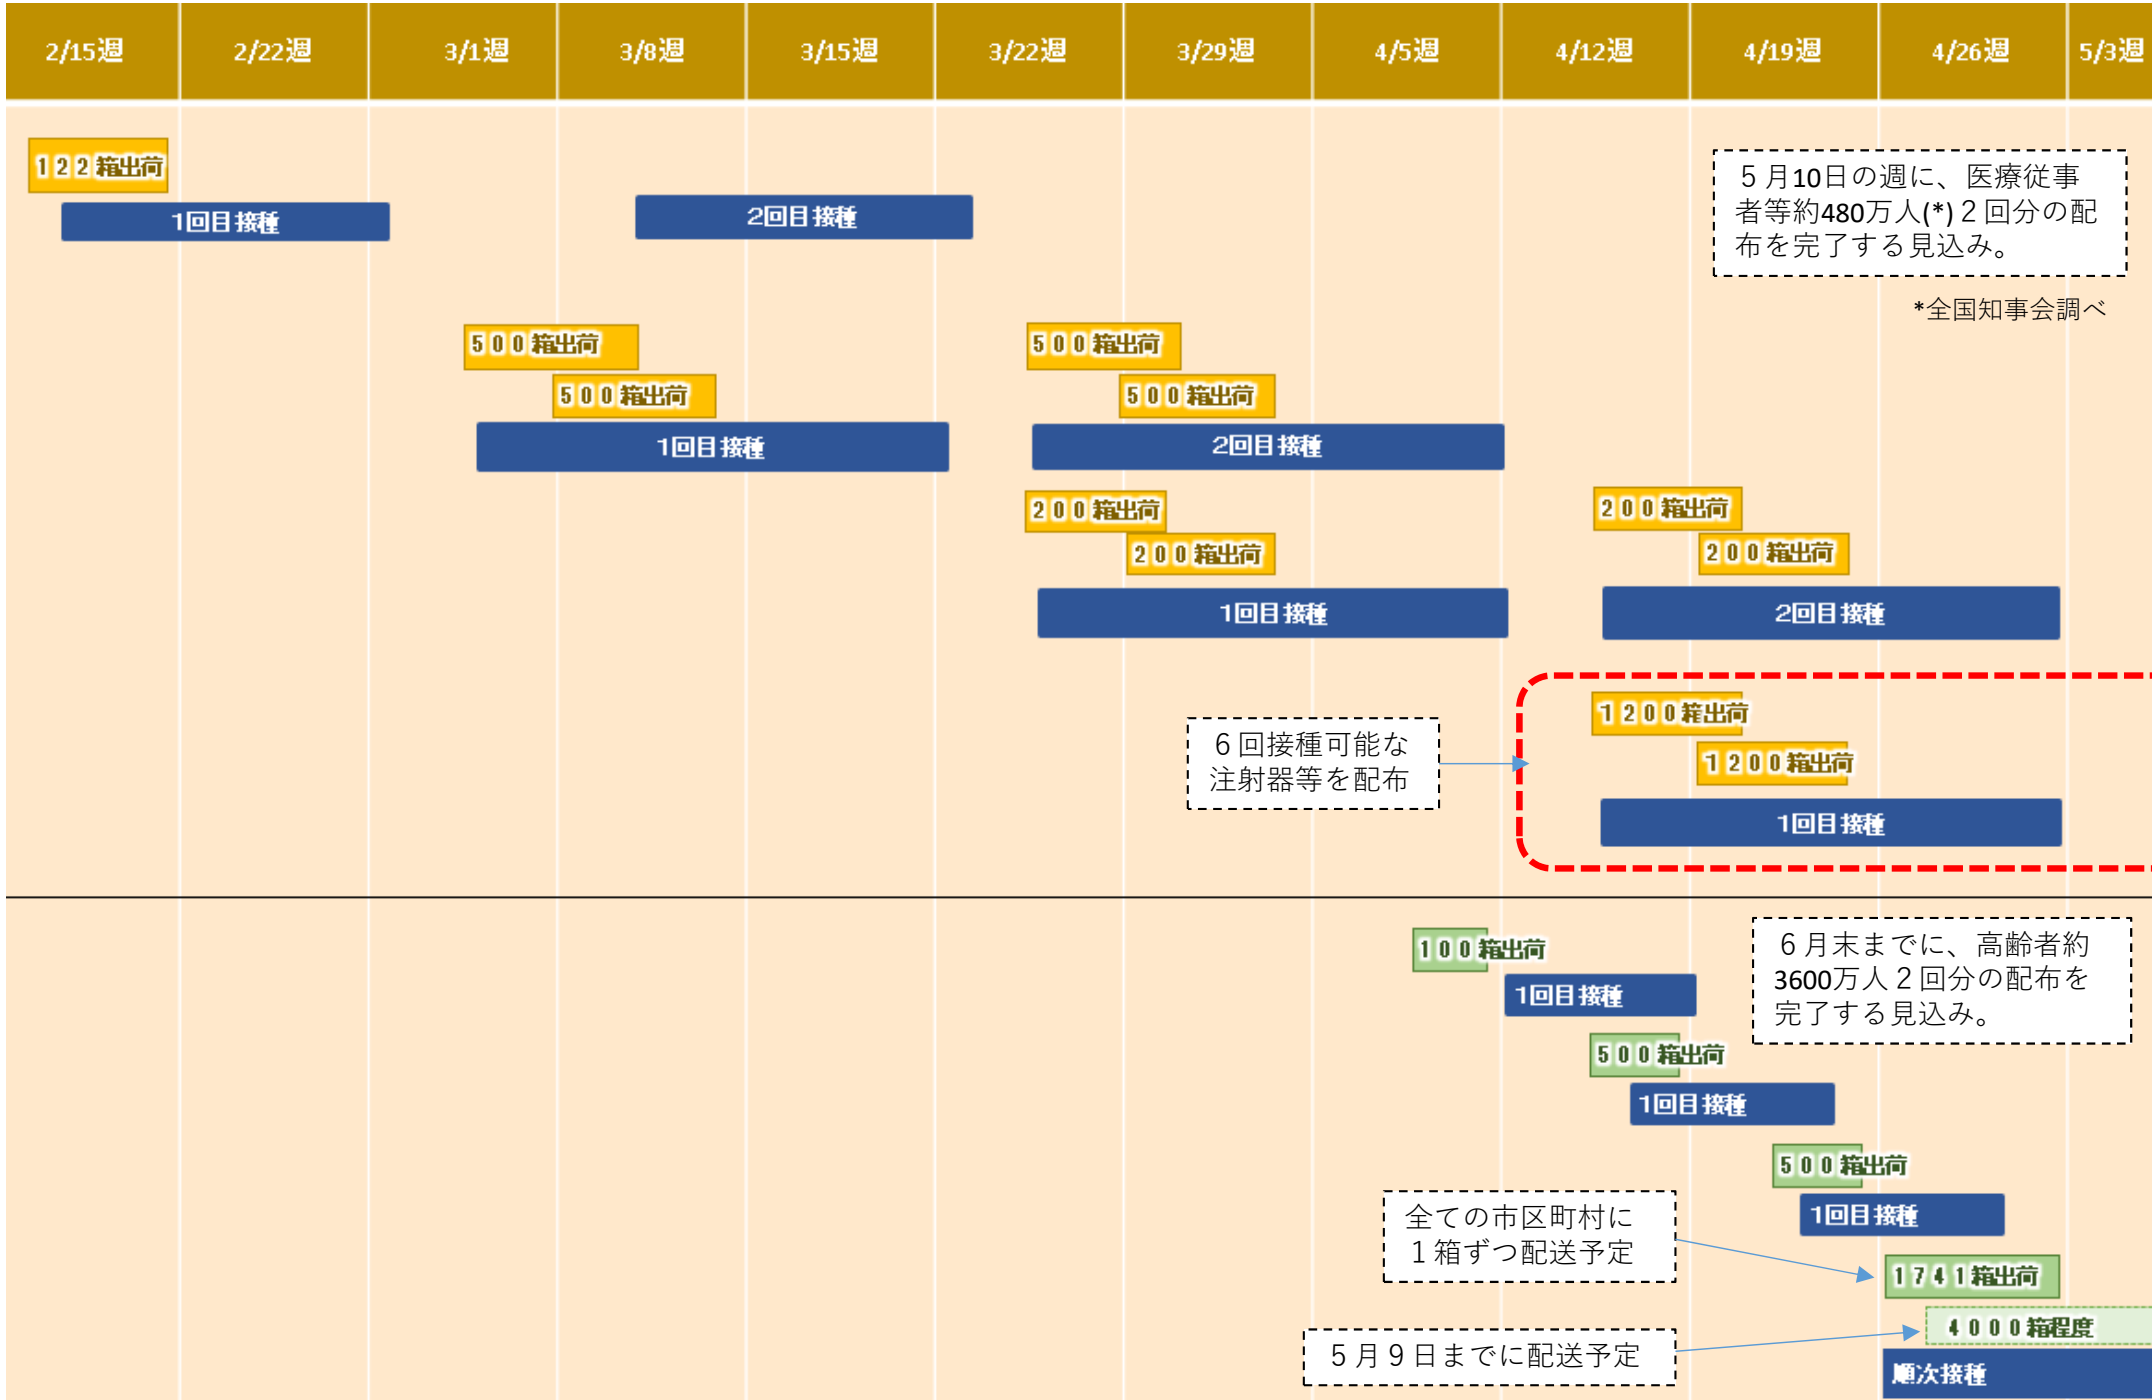 2/15週
2/22週
3/1週
3/8週
3/15週
3/22週
3/29週
4/5週
4/12週
4/19週
4/26週
5/3週
１２２箱出荷
1回目接種
2回目接種
５月10日の週に、医療従事
者等約480万人(*)２回分の配
布を完了する見込み。
*全国知事会調べ
５００箱出荷
５００箱出荷
1回目接種
５００箱出荷
５００箱出荷
2回目接種
２００箱出荷
２００箱出荷
1回目接種
２００箱出荷
２００箱出荷
2回目接種
６回接種可能な
注射器等を配布
１２００箱出荷
１２００箱出荷
1回目接種
１００箱出荷
1回目接種
６月末までに、高齢者約
3600万人２回分の配布を
完了する見込み。
５００箱出荷
1回目接種
５００箱出荷
1回目接種
全ての市区町村に
１箱ずつ配送予定
１７４１箱出荷
４０００箱程度
５月９日までに配送予定
順次接種